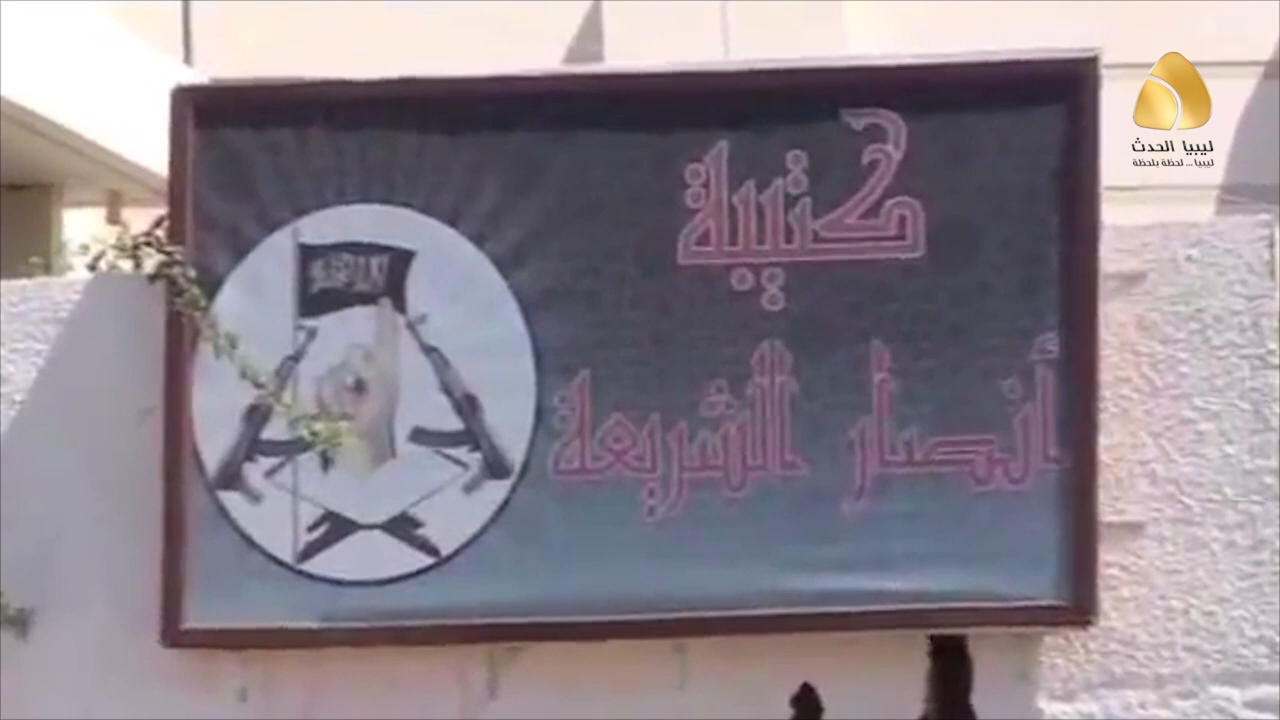 كتيبة
أنصار الشريعة
ليبيا الحدث
ليبيا ... لحظة بلحظة